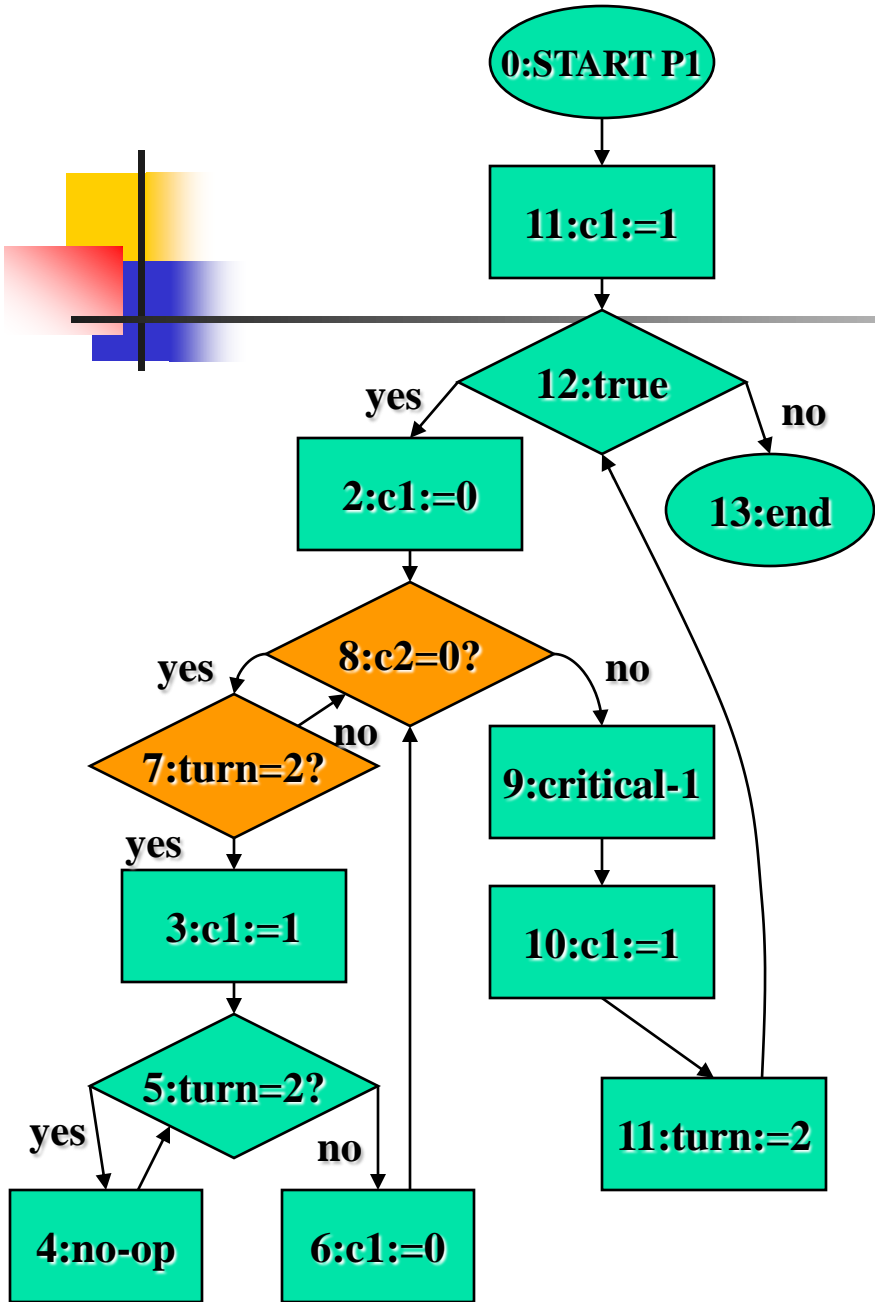 0:START P1
11:c1:=1
12:true
yes
no
2:c1:=0
13:end
8:c2=0?
yes
no
7:turn=2?
no
9:critical-1
yes
3:c1:=1
10:c1:=1
5:turn=2?
yes
no
11:turn:=2
4:no-op
6:c1:=0